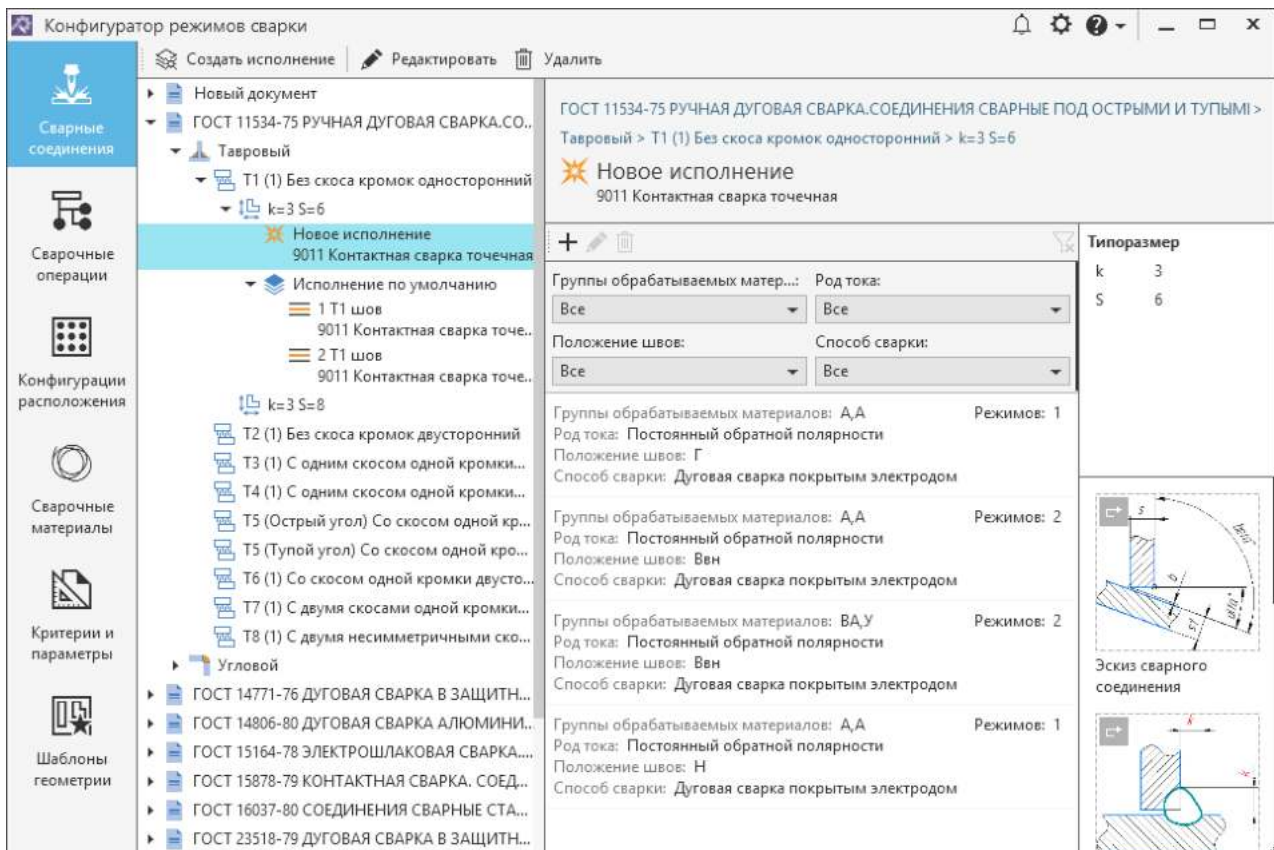 Конфигуратор режимов сварки
Создать исполнение
Редактировать
Удалить
Сварные
соединения
Сварочные
операции
Конфигурации
расположения
Сварочные
материалы
Критерии и
параметры
Шаблоны
геометрии
Новый документ
ГОСТ 11534-75 РУЧНАЯ ДУГОВАЯ СВАРКА.СО...
Тавровый
Т1 (1) Без скоса кромок односторонний
k=3 S=6
Новое исполнение
9011 Контактная сварка точечная
Исполнение по умолчанию
1 Т1 шов
9011 Контактная сварка точе...
2 Т1 шов
9011 Контактная сварка точе...
k=3 S=8
Т2 (1) Без скоса кромок двусторонний
Т3 (1) С одним скосом одной кромки...
Т4 (1) С одним скосом одной кромки...
Т5 (Острый угол) Со скосом одной кр...
Т5 (Тупой угол) Со скосом одной кро...
Т6 (1) Со скосом одной кромки двусто...
Т7 (1) С двумя скосами одной кромки...
Т8 (1) С двумя несимметричными ско...
Угловой
ГОСТ 14771-76 ДУГОВАЯ СВАРКА В ЗАЩИТН...
ГОСТ 14806-80 ДУГОВАЯ СВАРКА АЛЮМИНИ...
ГОСТ 15164-78 ЭЛЕКТРОШЛАКОВАЯ СВАРКА....
ГОСТ 15878-79 КОНТАКТНАЯ СВАРКА. СОЕД...
ГОСТ 16037-80 СОЕДИНЕНИЯ СВАРНЫЕ СТА...
ГОСТ 23518-79 ДУГОВАЯ СВАРКА В ЗАЩИТН...
ГОСТ 11534-75 РУЧНАЯ ДУГОВАЯ СВАРКА.СОЕДИНЕНИЯ СВАРНЫЕ ПОД ОСТРЫМИ И ТУПЫМІ >
Тавровый > Т1 (1) Без скоса кромок односторонний > k=3 S=6
Новое исполнение
9011 Контактная сварка точечная
Группы обрабатываемых матер...: Род тока:
Все Все
Положение швов: Способ сварки:
Все Все
Группы обрабатываемых материалов: А,А Режимов: 1
Род тока: Постоянный обратной полярности
Положение швов: Г
Способ сварки: Дуговая сварка покрытым электродом
Группы обрабатываемых материалов: А,А Режимов: 2
Род тока: Постоянный обратной полярности
Положение швов: Ввн
Способ сварки: Дуговая сварка покрытым электродом
Группы обрабатываемых материалов: ВА,У Режимов: 2
Род тока: Постоянный обратной полярности
Положение швов: Ввн
Способ сварки: Дуговая сварка покрытым электродом
Группы обрабатываемых материалов: А,А Режимов: 1
Род тока: Постоянный обратной полярности
Положение швов: Н
Способ сварки: Дуговая сварка покрытым электродом
Типоразмер
k 3
S 6
s
beta°
b
s1
Эскиз сварного
соединения
k